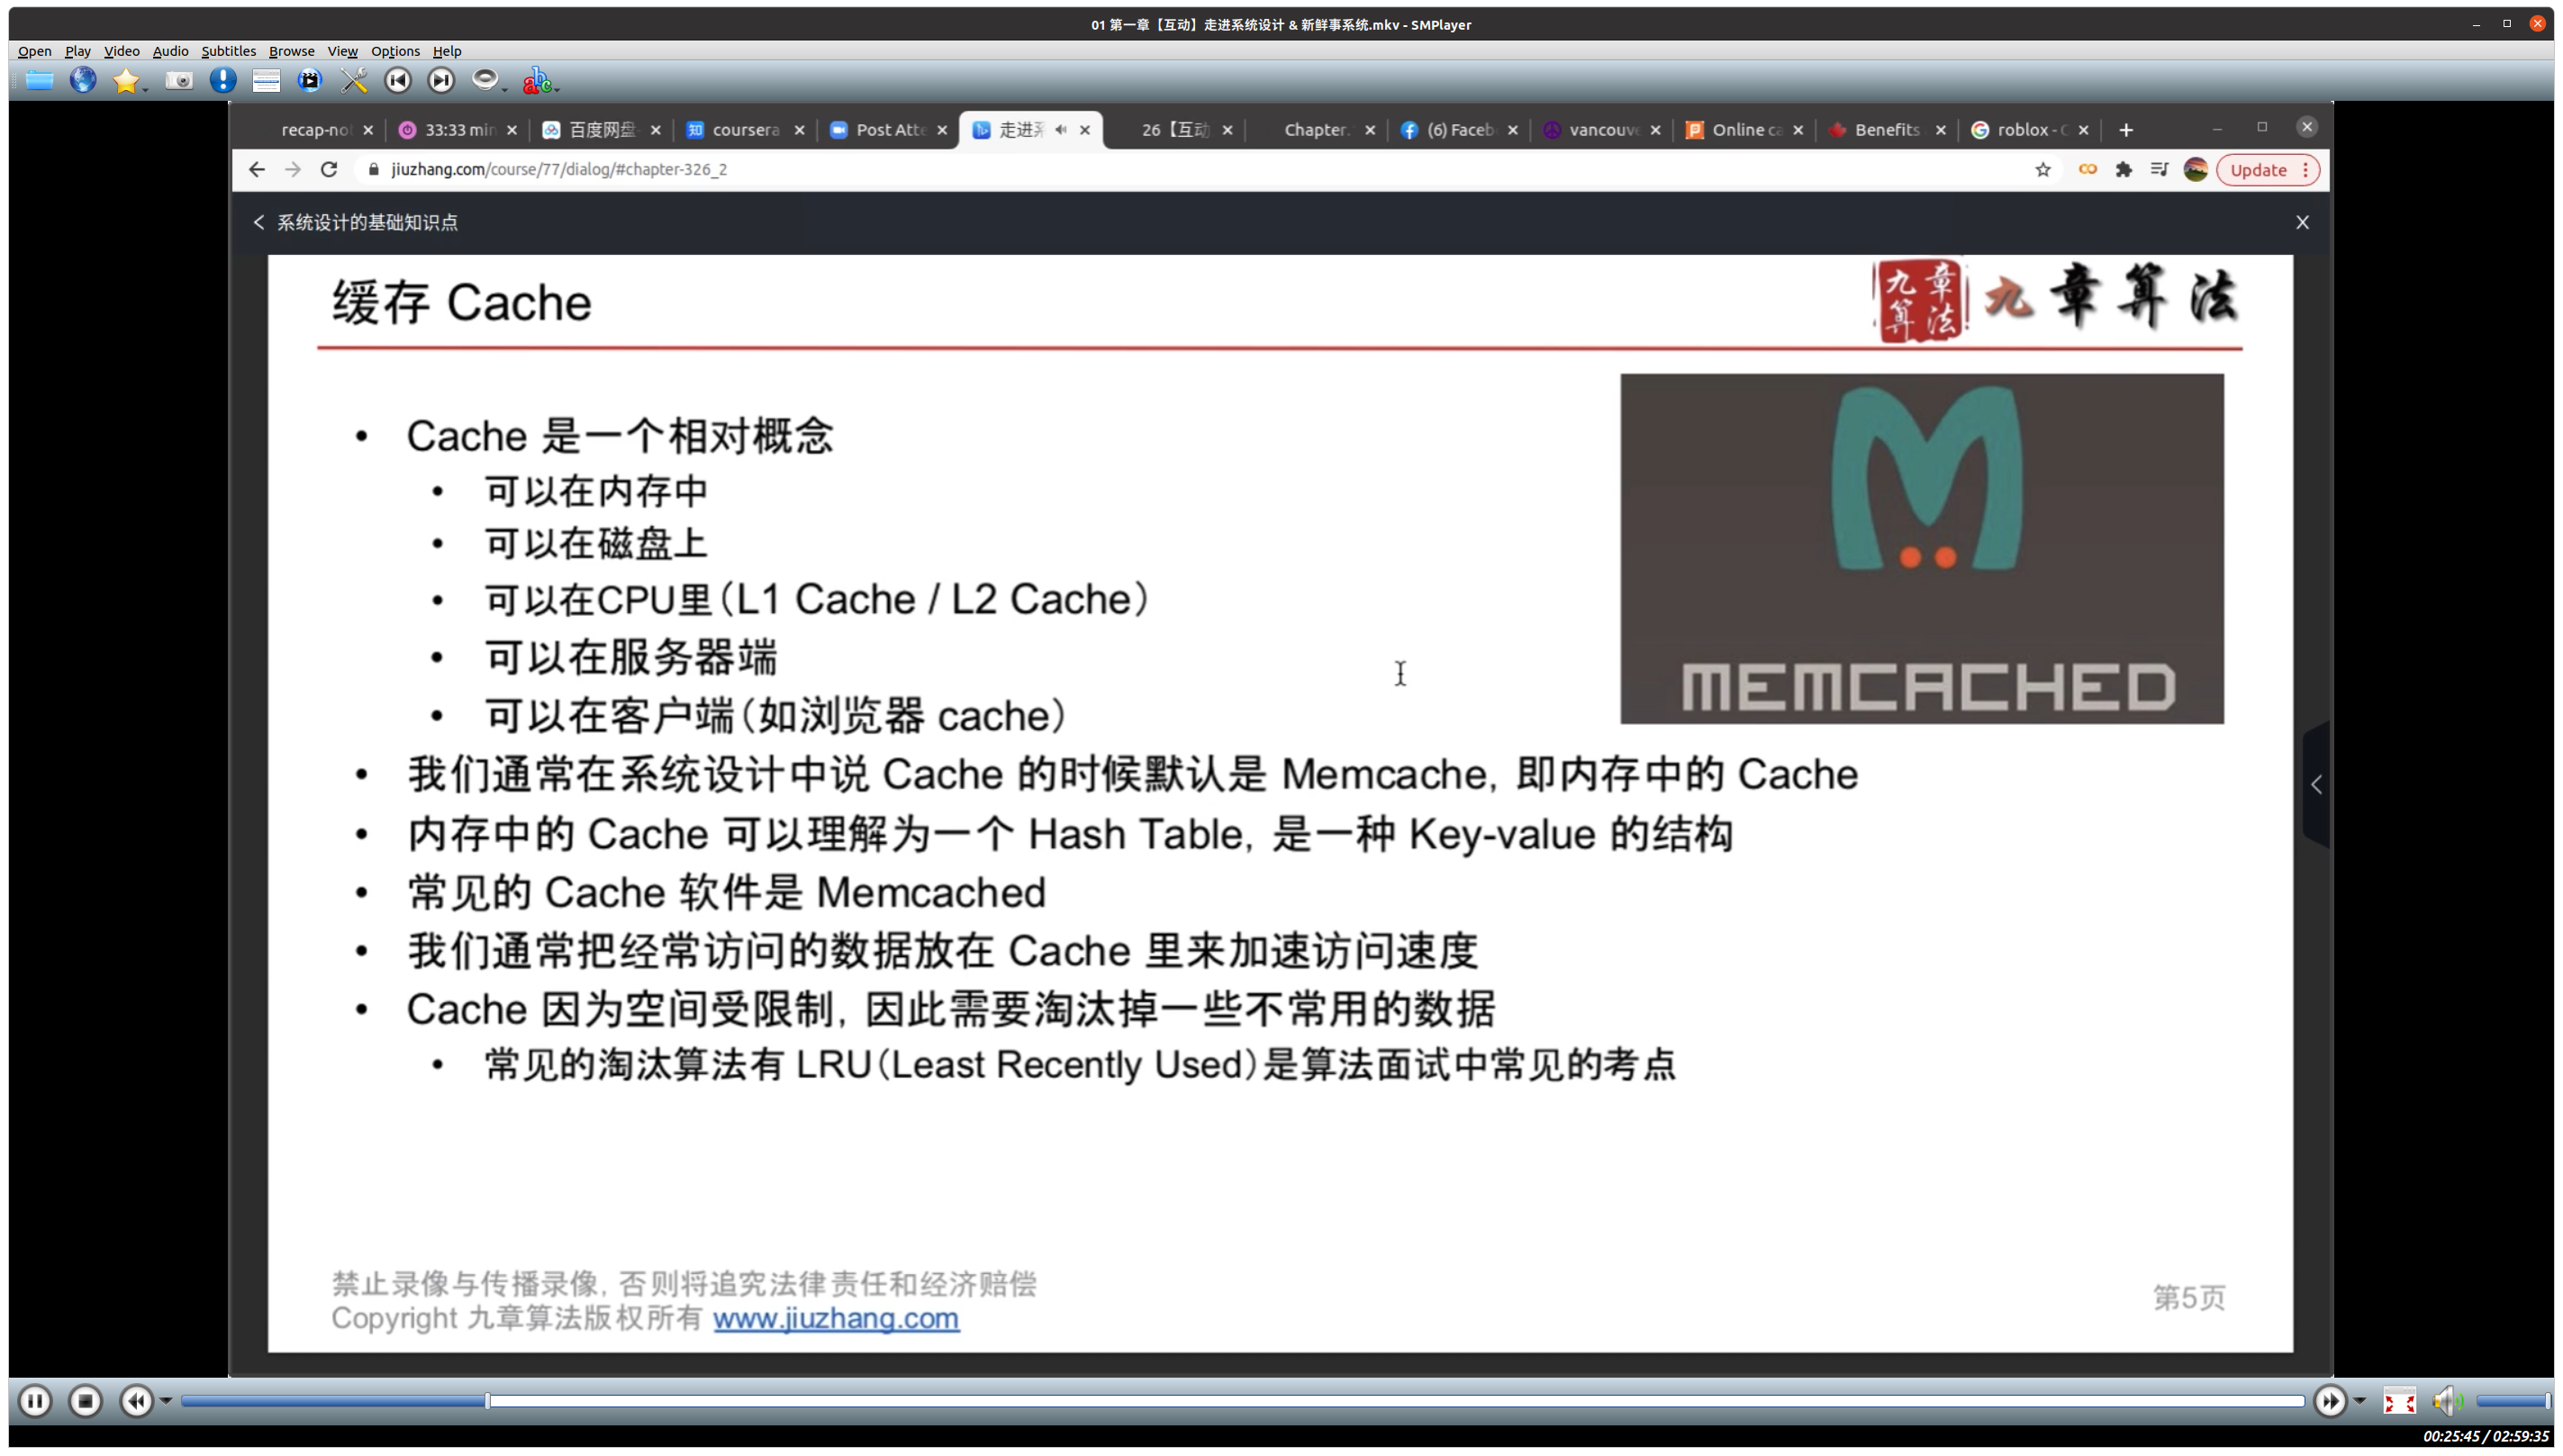 01 第一章【互动】走进系统设计 & 新鲜事系统.mkv - SMPlayer
Open Play Video Audio Subtitles Browse View Options Help
recap-no 33:33 min 百度网盘 coursera Post Atte 走进 26【互动 Chapter. (6) Faceb vancouve Online ca Benefits roblox -
jiuzhang.com/course/77/dialog/#chapter-326_2 Update
系统设计的基础知识点
缓存 Cache
九章算法 九章算法
• Cache 是一个相对概念
• 可以在内存中
• 可以在磁盘上
• 可以在CPU里（L1 Cache / L2 Cache）
• 可以在服务器端
• 可以在客户端（如浏览器 cache）
MEMCACHED
• 我们通常在系统设计中说 Cache 的时候默认是 Memcache，即内存中的 Cache
• 内存中的 Cache 可以理解为一个 Hash Table，是一种 Key-value 的结构
• 常见的 Cache 软件是 Memcached
• 我们通常把经常访问的数据放在 Cache 里来加速访问速度
• Cache 因为空间受限制，因此需要淘汰掉一些不常用的数据
• 常见的淘汰算法有 LRU（Least Recently Used）是算法面试中常见的考点
禁止录像与传播录像，否则将追究法律责任和经济赔偿
Copyright 九章算法版权所有 www.jiuzhang.com
第5页
00:25:45 / 02:59:35